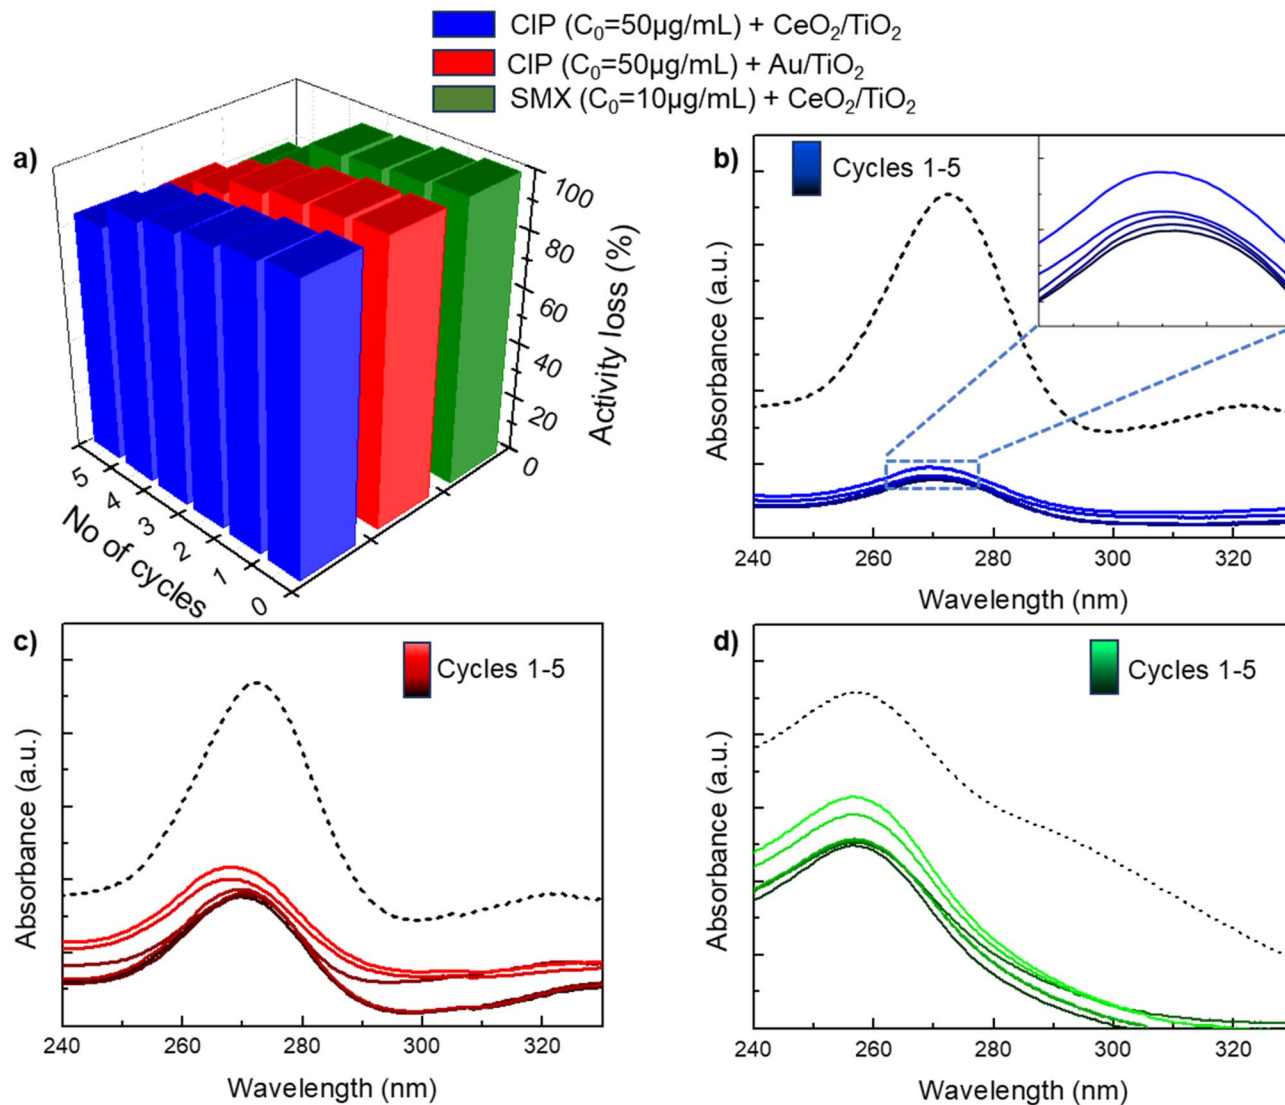 CIP (C₀=50µg/mL) + CeO₂/TiO₂
CIP (C₀=50µg/mL) + Au/TiO₂
SMX (C₀=10µg/mL) + CeO₂/TiO₂
a)
100
80
60
40
20
0
Activity loss (%)
5
4
3
2
1
0
No of cycles
b)
Cycles 1-5
Absorbance (a.u.)
240 260 280 300 320
Wavelength (nm)
c)
Cycles 1-5
Absorbance (a.u.)
240 260 280 300 320
Wavelength (nm)
d)
Cycles 1-5
Absorbance (a.u.)
240 260 280 300 320
Wavelength (nm)